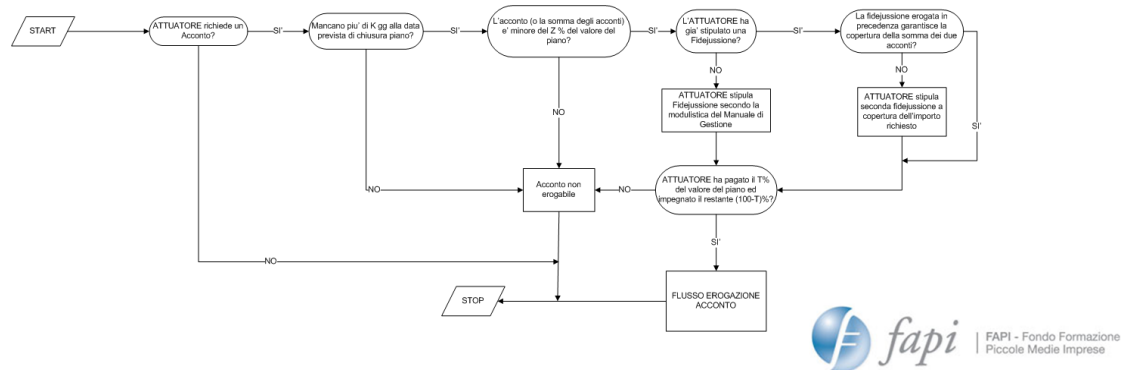 START
ATTUATORE richiede un
Acconto?
SI'
Mancano piu' di K gg alla data
prevista di chiusura piano?
SI'
L'acconto (o la somma degli acconti)
e' minore del Z % del valore del
piano?
SI'
L'ATTUATORE ha
gia' stipulato una
Fidejussione?
SI'
La fidejussione erogata in
precedenza garantisce la
copertura della somma dei due
acconti?
NO
NO
NO
ATTUATORE stipula
Fidejussione secondo la
modulistica del Manuale di
Gestione
ATTUATORE stipula
seconda fidejussione a
copertura dell'importo
richiesto
SI'
NO
Acconto non
erogabile
NO
ATTUATORE ha pagato il T%
del valore del piano ed
impegnato il restante (100-T)%?
SI'
NO
STOP
FLUSSO EROGAZIONE
ACCONTO
fapi
FAPI - Fondo Formazione
Piccole Medie Imprese